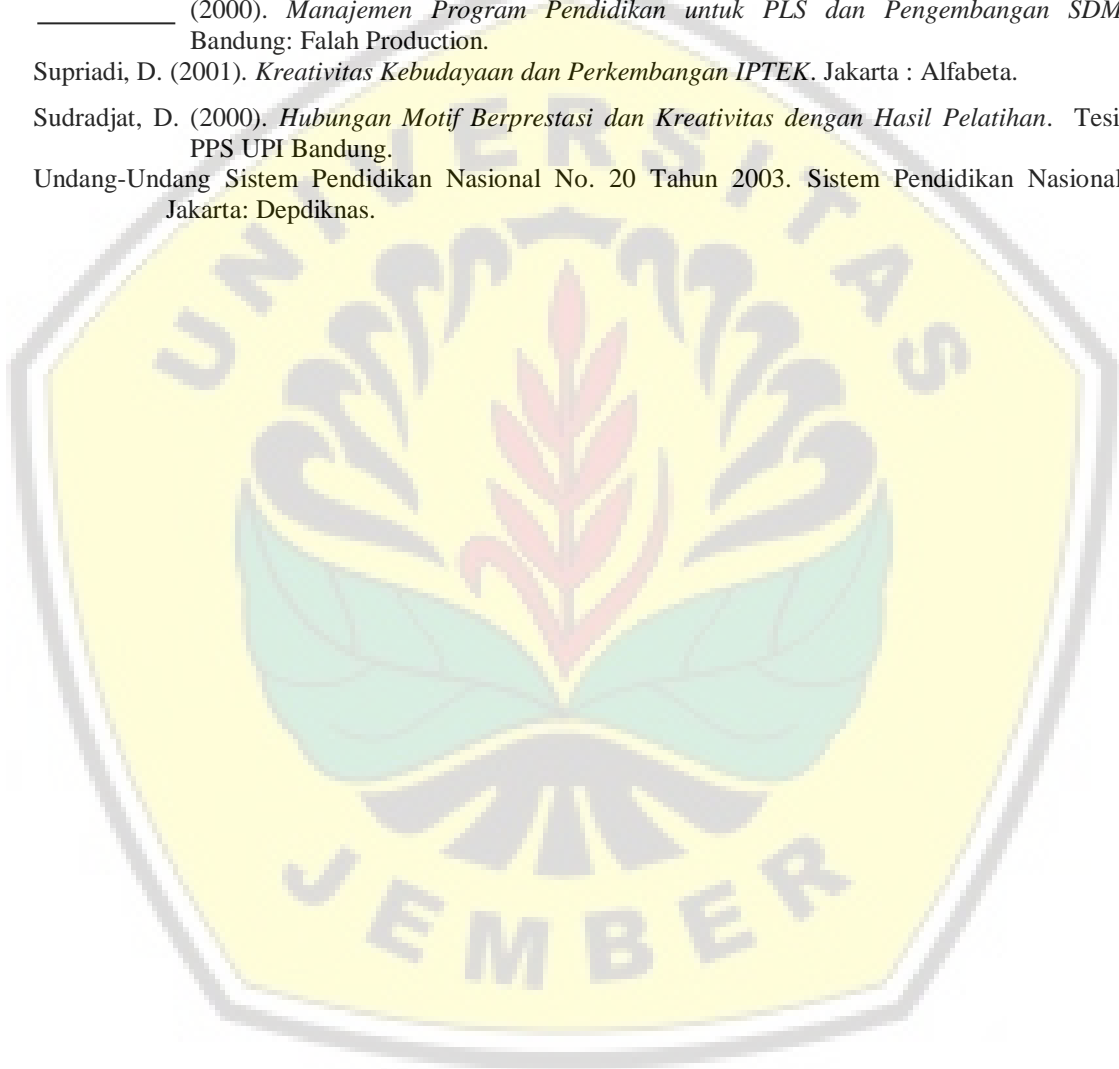 __________ (2000). Manajemen Program Pendidikan untuk PLS dan Pengembangan SDM
Bandung: Falah Production.
Supriadi, D. (2001). Kreativitas Kebudayaan dan Perkembangan IPTEK. Jakarta : Alfabeta.
Sudradjat, D. (2000). Hubungan Motif Berprestasi dan Kreativitas dengan Hasil Pelatihan. Tesi
PPS UPI Bandung.
Undang-Undang Sistem Pendidikan Nasional No. 20 Tahun 2003. Sistem Pendidikan Nasional
Jakarta: Depdiknas.
UNIVERSITAS
JEMBER